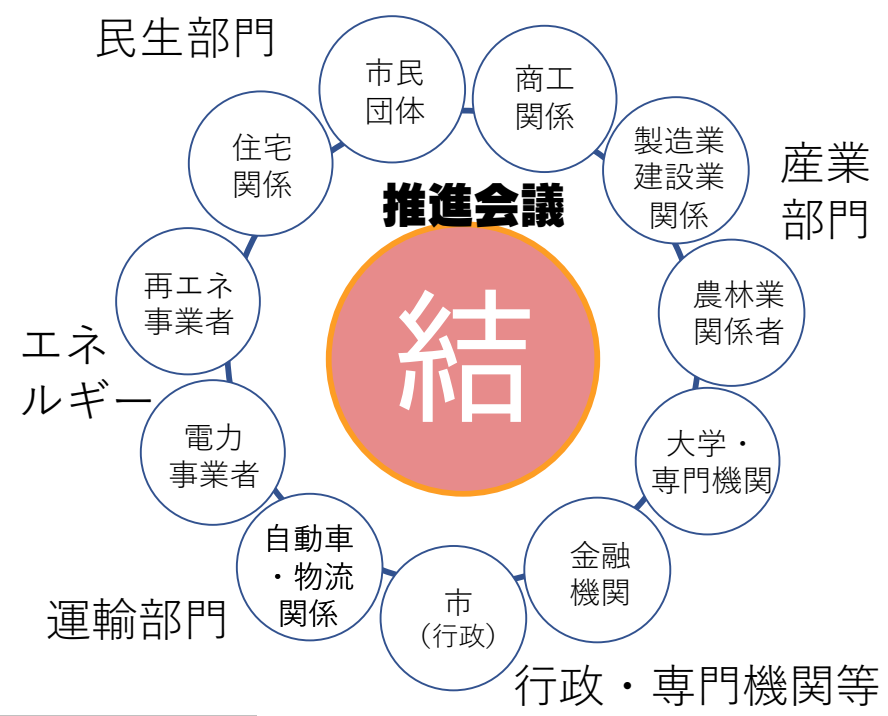 民生部門
市民
団体
商工
関係
住宅
関係
製造業
建設業
関係
産業
部門
推進会議
結
再エネ
事業者
農林業
関係者
エネ
ルギー
電力
事業者
大学・
専門機関
自動車
・物流
関係
金融
機関
市
（行政）
運輸部門
行政・専門機関等